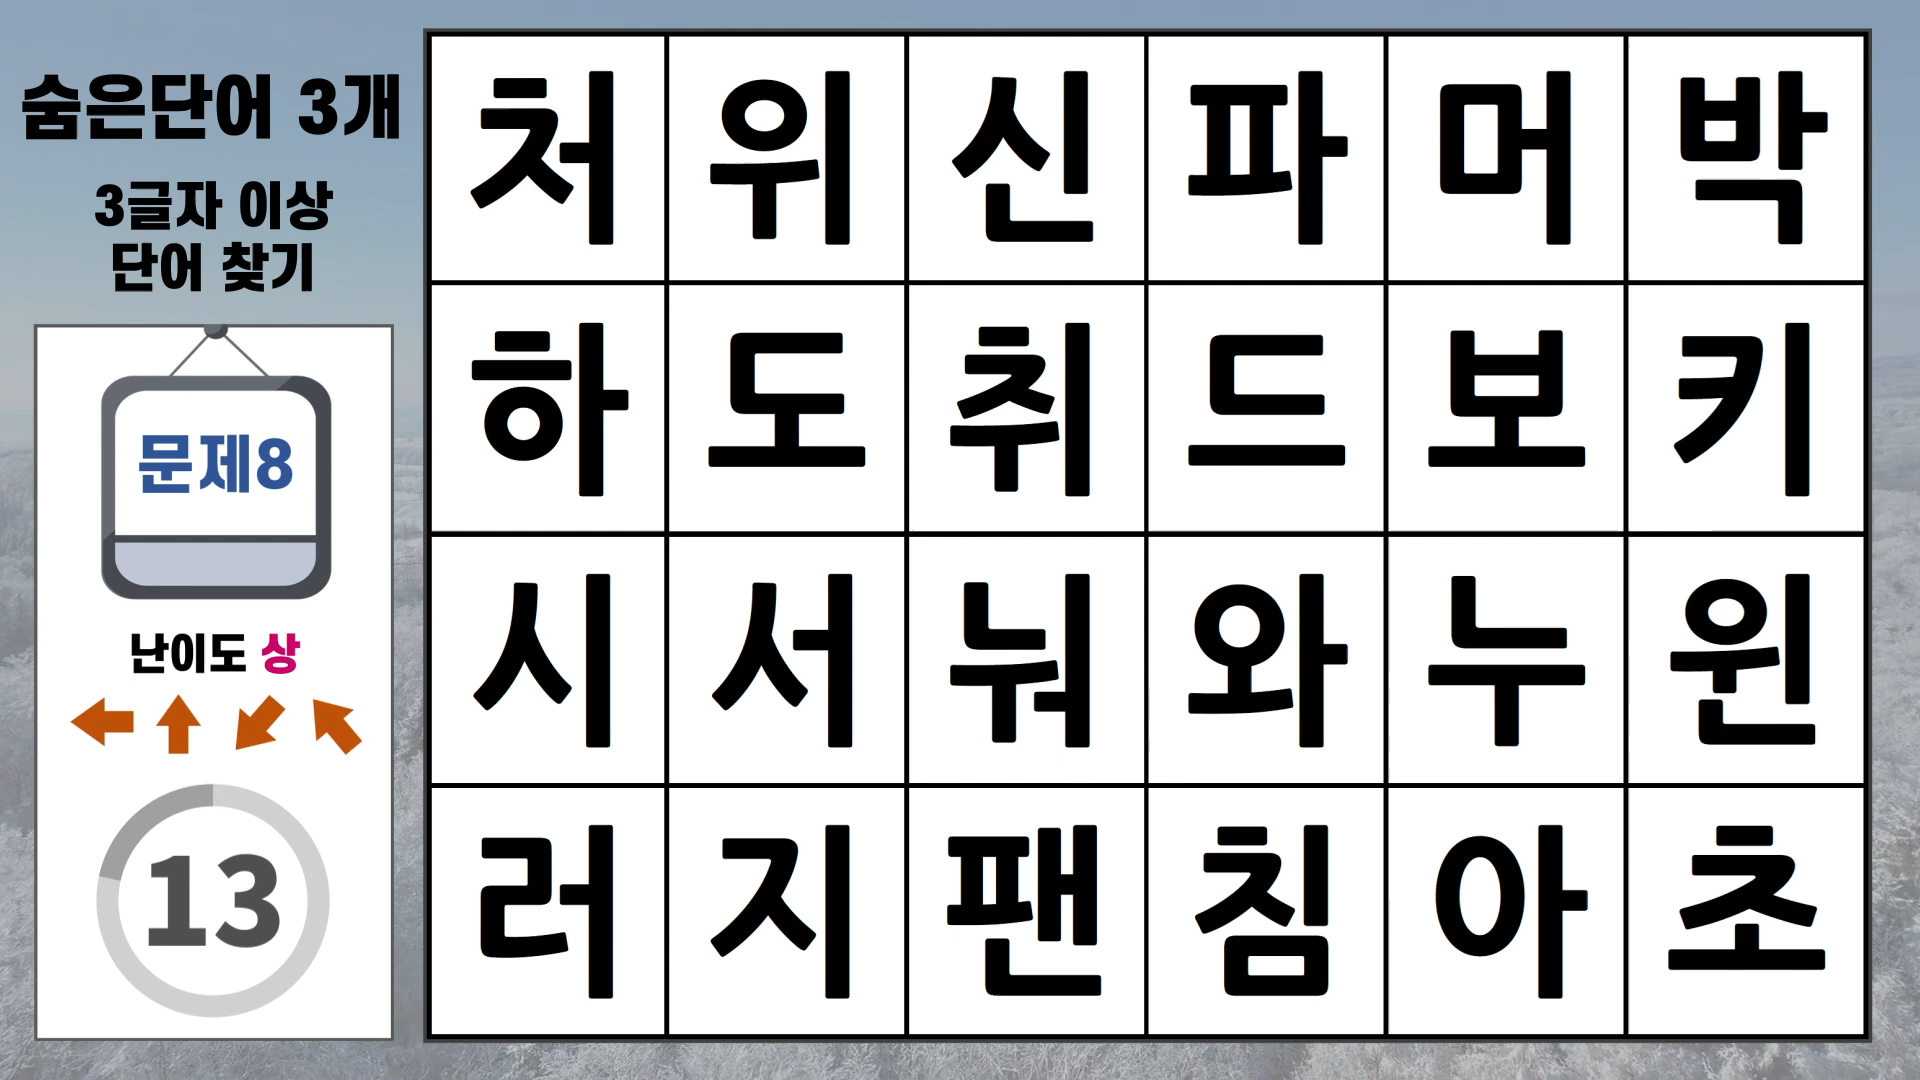 숨은단어 3개
3글자 이상
단어 찾기
문제8
난이도 상
13
처 위 신 파 머 박
하 도 취 드 보 키
시 서 눠 와 누 윈
러 지 팬 침 아 초